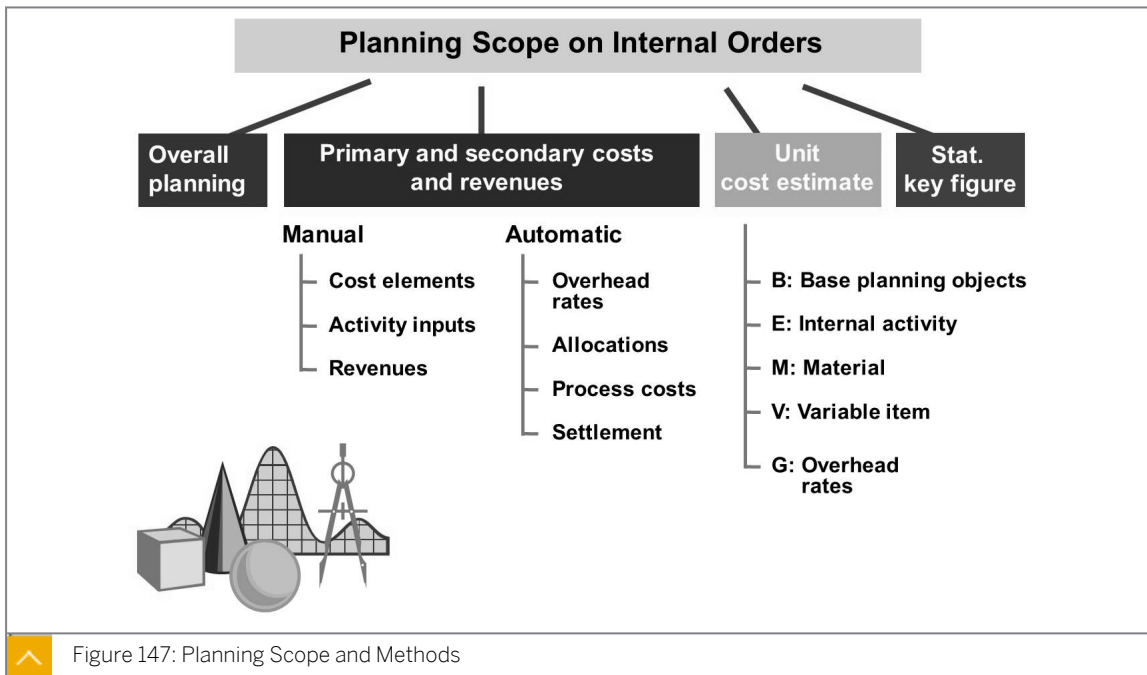 Planning Scope on Internal Orders
Overall
planning
Primary and secondary costs
and revenues
Unit
cost estimate
Stat.
key figure
Manual
Cost elements
Activity inputs
Revenues
Automatic
Overhead
rates
Allocations
Process costs
Settlement
B: Base planning objects
E: Internal activity
M: Material
V: Variable item
G: Overhead
rates
Figure 147: Planning Scope and Methods